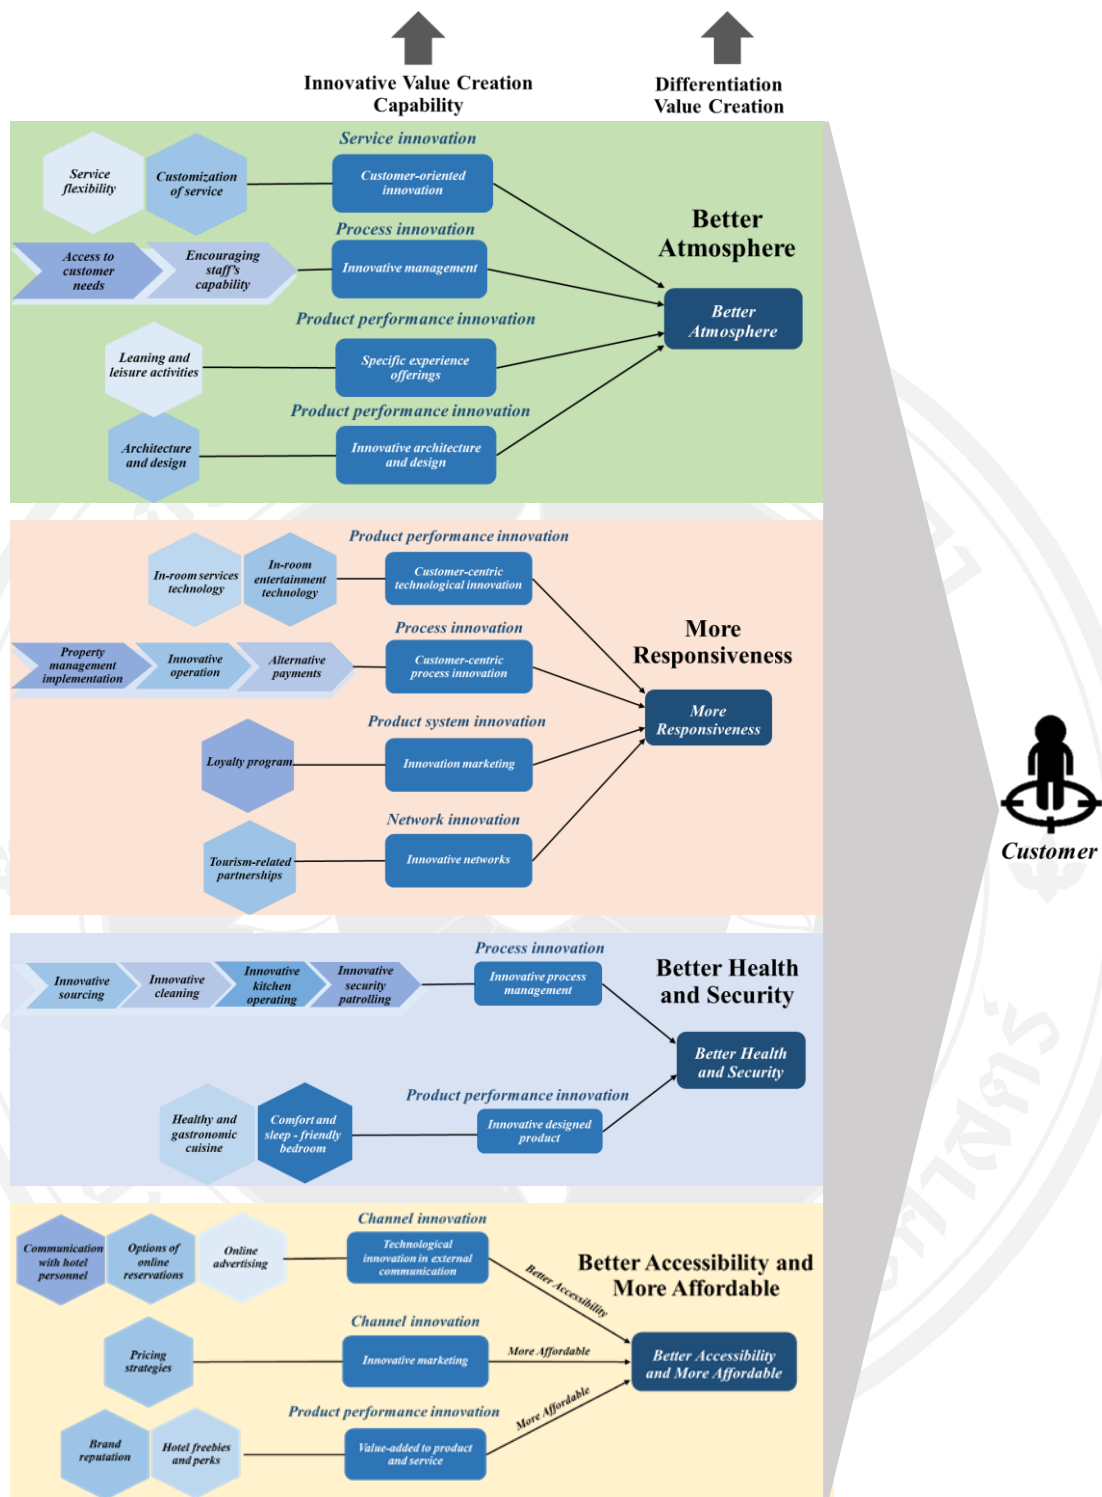 Innovative Value Creation
Capability
Differentiation
Value Creation
Service innovation
Service
flexibility
Customization
of service
Customer-oriented
innovation
Process innovation
Access to
customer
needs
Encouraging
staff's
capability
Innovative management
Better
Atmosphere
Product performance innovation
Leaning and
leisure activities
Specific experience
offerings
Better
Atmosphere
Product performance innovation
Architecture
and design
Innovative architecture
and design
Product performance innovation
In-room services
technology
In-room
entertainment
technology
Customer-centric
technological innovation
Process innovation
Property
management
implementation
Innovative
operation
Alternative
payments
Customer-centric
process innovation
More
Responsiveness
Product system innovation
Loyalty program
Innovation marketing
More
Responsiveness
Network innovation
Tourism-related
partnerships
Innovative networks
Customer
Process innovation
Innovative
sourcing
Innovative
cleaning
Innovative
kitchen
operating
Innovative
security
patrolling
Innovative process
management
Better Health
and Security
Better Health
and Security
Product performance innovation
Healthy and
gastronomic
cuisine
Comfort and
sleep - friendly
bedroom
Innovative designed
product
Channel innovation
Communication
with hotel
personnel
Options of
online
reservations
Online
advertising
Technological
innovation in external
communication
Better Accessibility
Better Accessibility and
More Affordable
Channel innovation
Pricing
strategies
Innovative marketing
More Affordable
Better Accessibility
and More Affordable
Product performance innovation
Brand
reputation
Hotel freebies
and perks
Value-added to product
and service
More Affordable